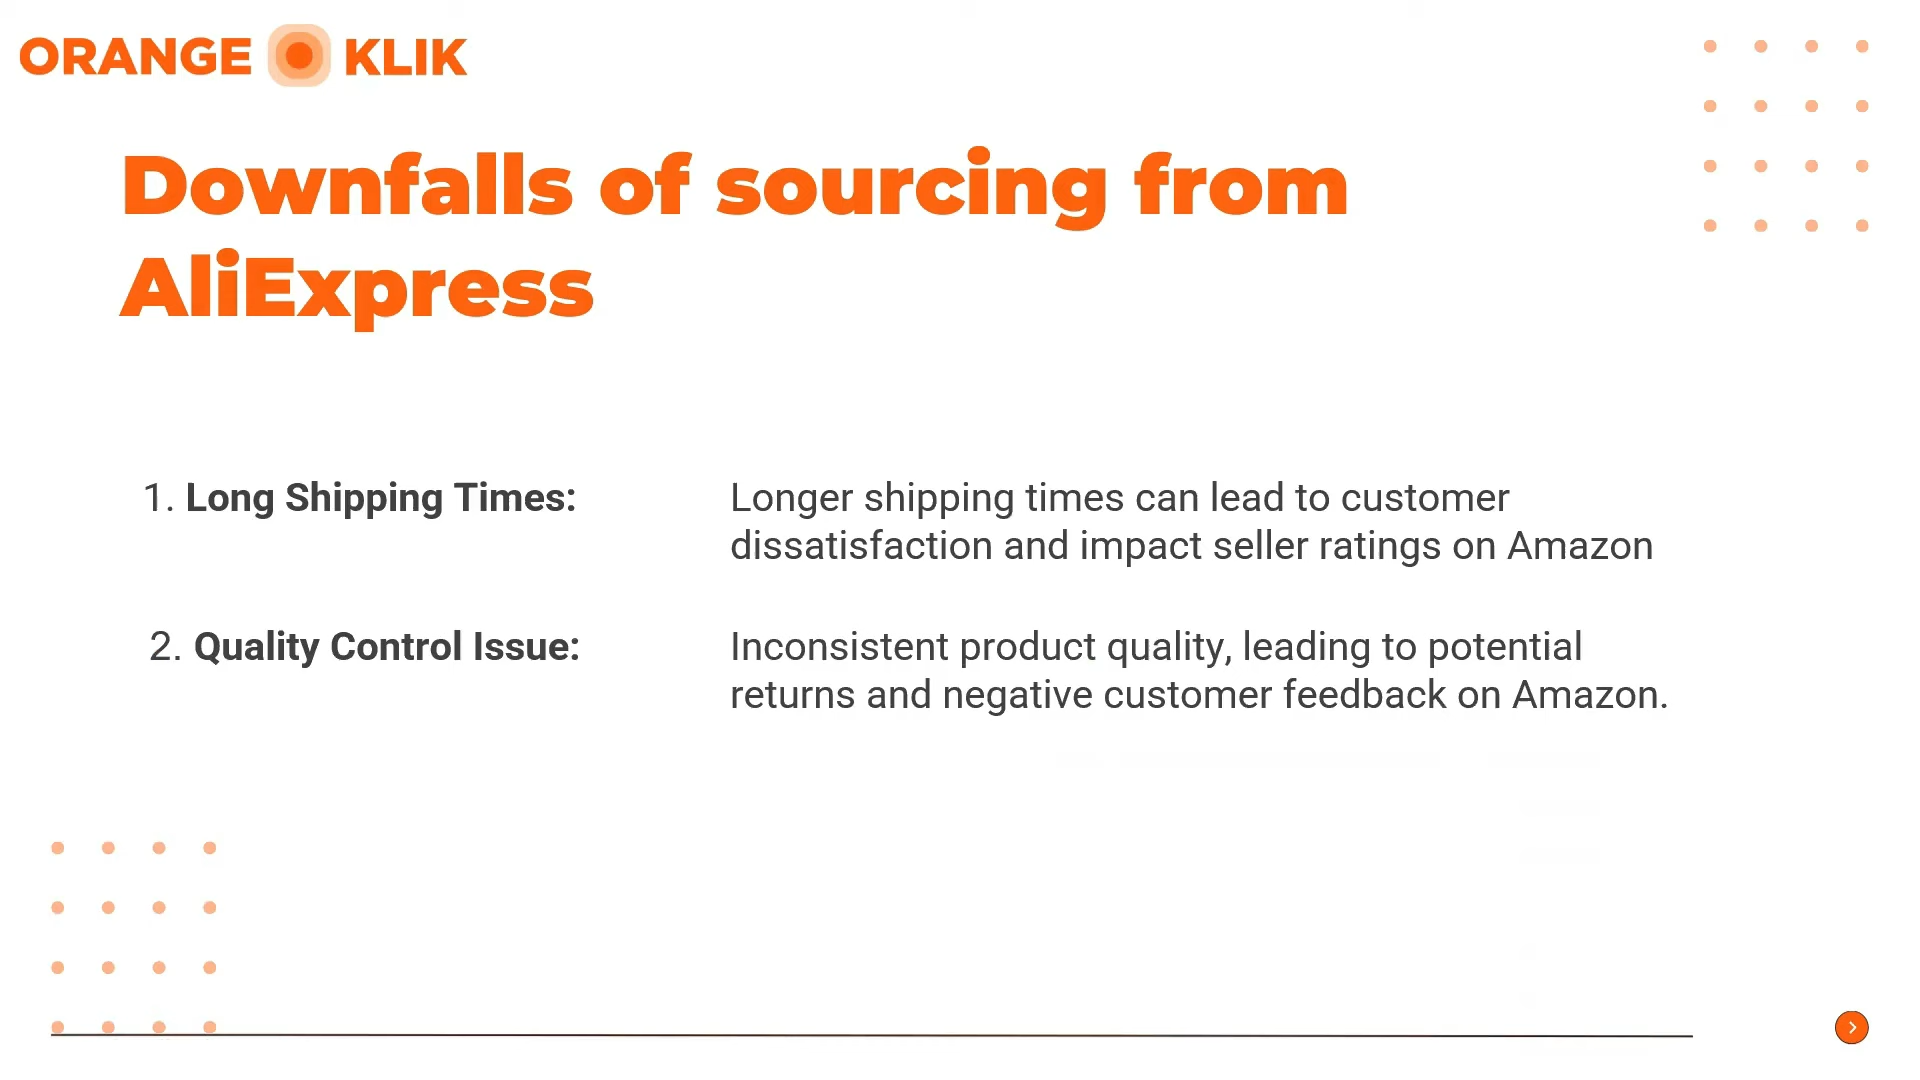 ORANGE KLIK
Downfalls of sourcing from
AliExpress
1. Long Shipping Times:
Longer shipping times can lead to customer
dissatisfaction and impact seller ratings on Amazon
2. Quality Control Issue:
Inconsistent product quality, leading to potential
returns and negative customer feedback on Amazon.